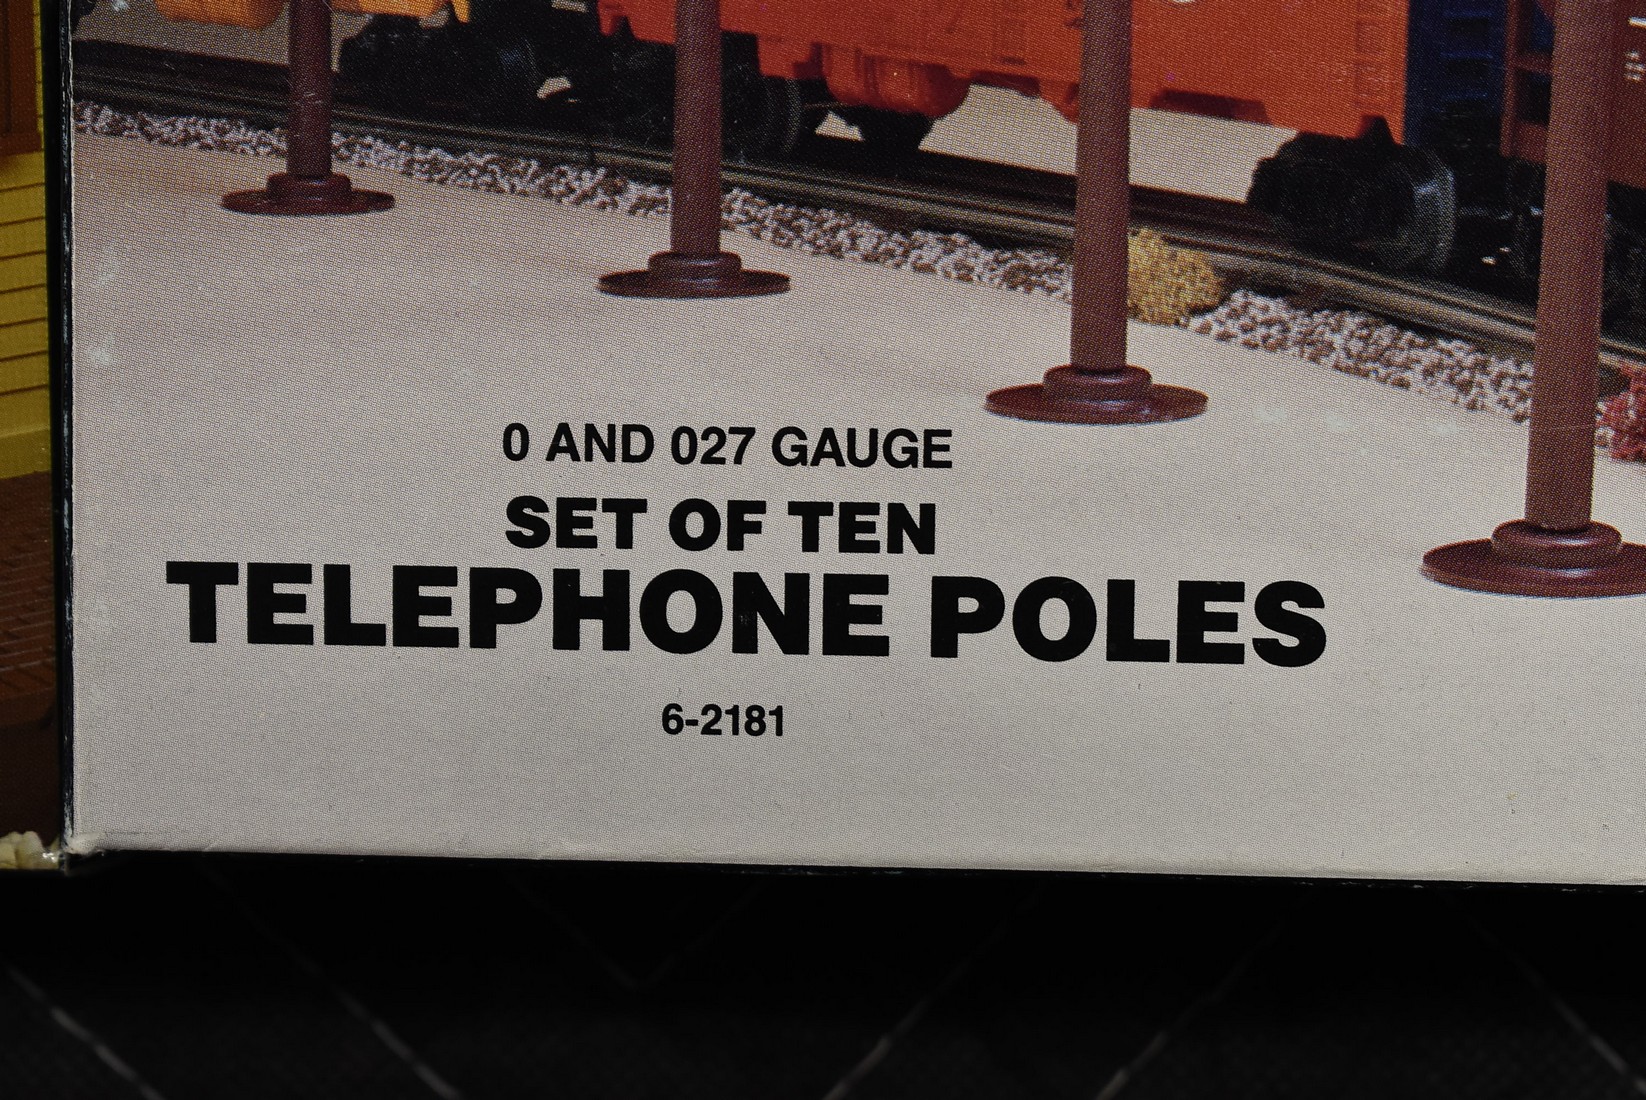 0 AND 027 GAUGE
SET OF TEN
TELEPHONE POLES
6-2181